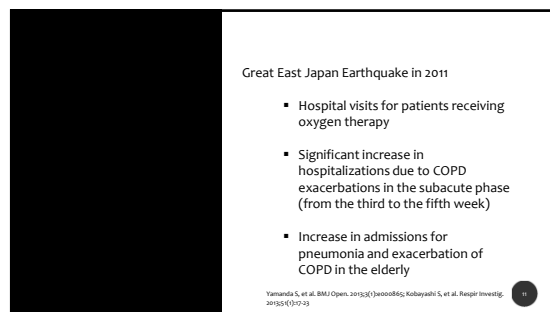 Great East Japan Earthquake in 2011
▪ Hospital visits for patients receiving
oxygen therapy
▪ Significant increase in
hospitalizations due to COPD
exacerbations in the subacute phase
(from the third to the fifth week)
▪ Increase in admissions for
pneumonia and exacerbation of
COPD in the elderly
Yamanda S, et al. BMJ Open. 2013;3(1):e000865; Kobayashi S, et al. Respir Investig.
2013;51(1):17-23
11